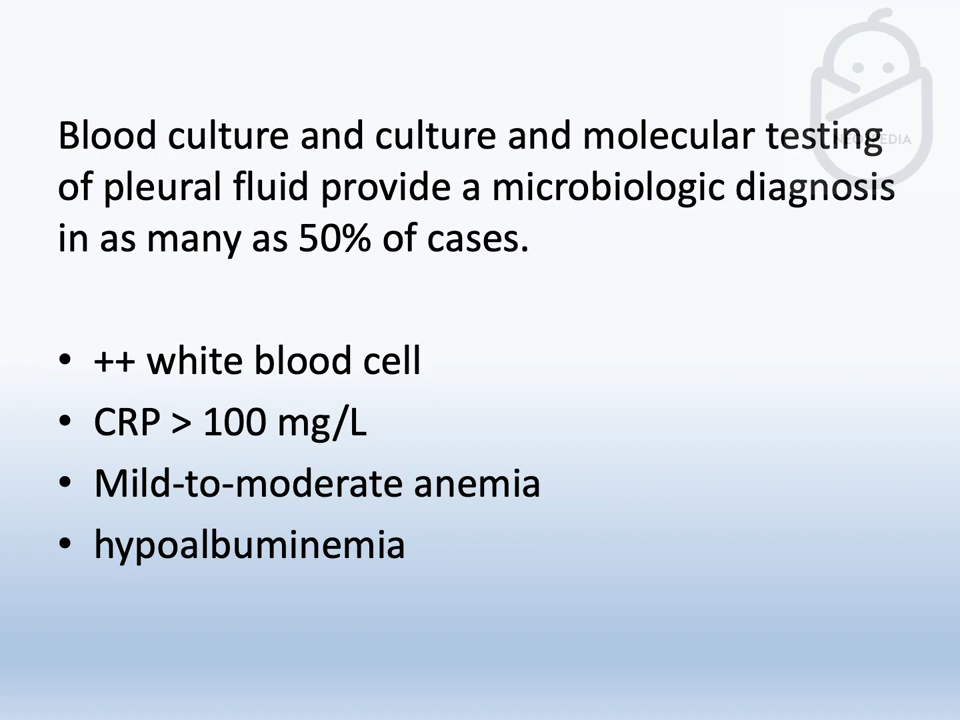 Blood culture and culture and molecular testing
of pleural fluid provide a microbiologic diagnosis
in as many as 50% of cases.
• ++ white blood cell
• CRP > 100 mg/L
• Mild-to-moderate anemia
• hypoalbuminemia